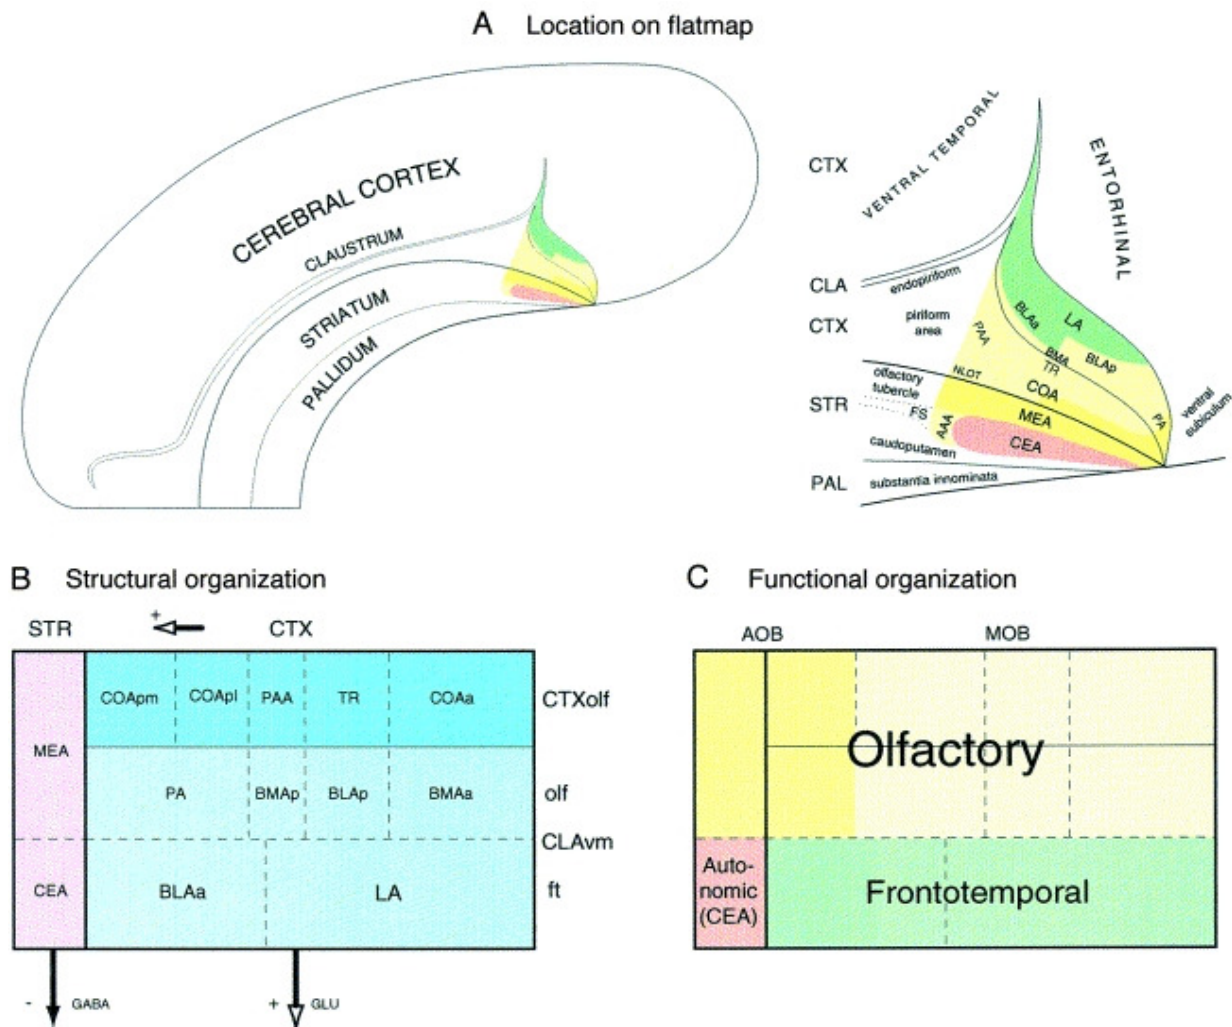 A Location on flatmap
CEREBRAL CORTEX
CLAUSTRUM
STRIATUM
PALLIDUM
CTX
VENTRAL TEMPORAL
ENTORHINAL
CLA
endopiriform
CTX
piriform
area
PAA
BLAa
LA
BMA
BLAp
TR
NLOT
COA
olfactory
tubercle
STR
FS
AAA
MEA
PA
ventral
subiculum
caudoputamen
CEA
PAL
substantia innominata
B Structural organization
STR
+
CTX
COApm
COApl
PAA
TR
COAa
CTXolf
MEA
PA
BMAp
BLAp
BMAa
olf
CLAvm
CEA
BLAa
LA
ft
- GABA
+ GLU
C Functional organization
AOB
MOB
Olfactory
Auto-
nomic
(CEA)
Frontotemporal